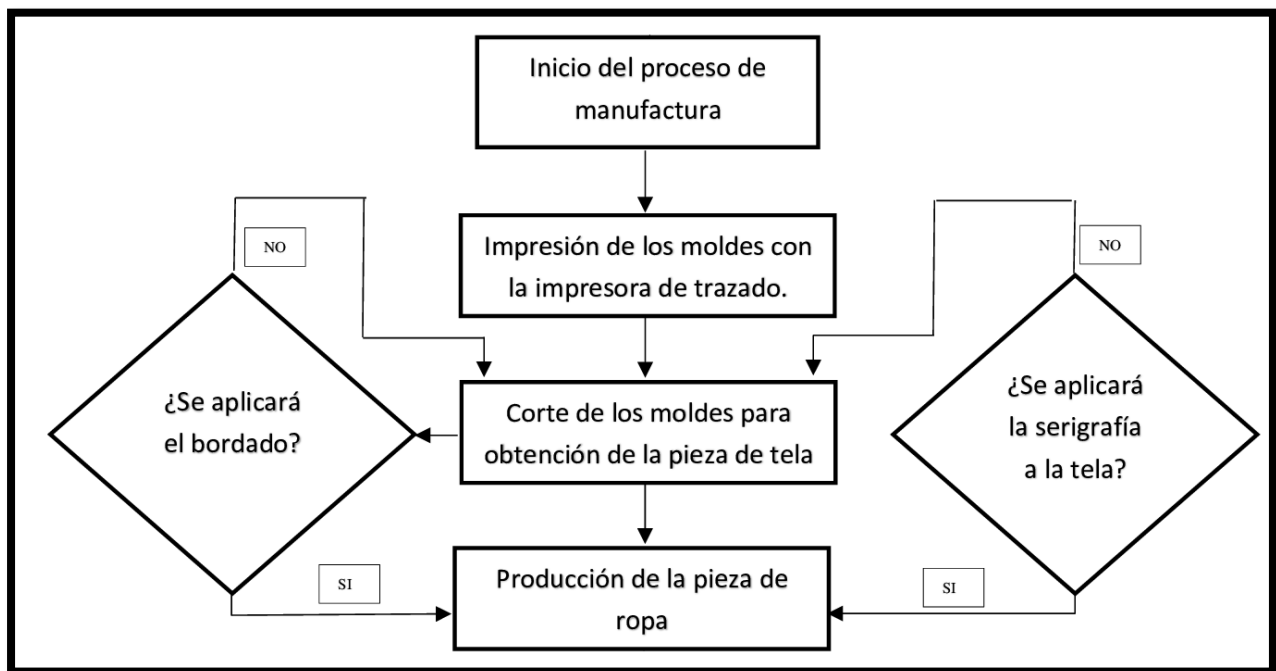 Inicio del proceso de
manufactura
NO
Impresión de los moldes con
la impresora de trazado.
NO
¿Se aplicará
el bordado?
Corte de los moldes para
obtención de la pieza de tela
¿Se aplicará
la serigrafía
a la tela?
SI
Producción de la pieza de
ropa
SI